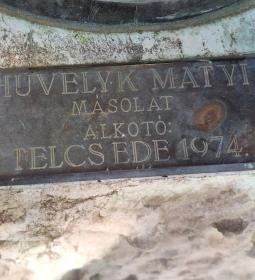 HÜVELYK MATYI
MÁSOLAT
ALKOTÓ:
TELCS EDE 1974